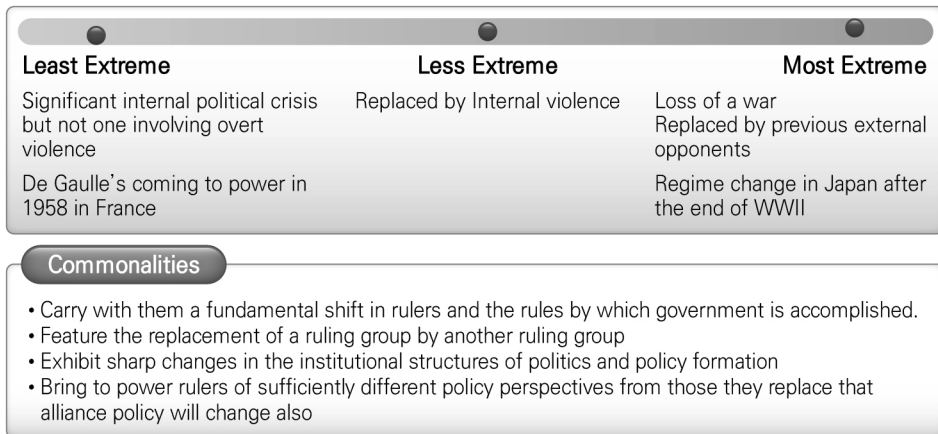 Least Extreme
Significant internal political crisis
but not one involving overt
violence
De Gaulle's coming to power in
1958 in France
Less Extreme
Replaced by Internal violence
Most Extreme
Loss of a war
Replaced by previous external
opponents
Regime change in Japan after
the end of WWII
Commonalities
• Carry with them a fundamental shift in rulers and the rules by which government is accomplished.
• Feature the replacement of a ruling group by another ruling group
• Exhibit sharp changes in the institutional structures of politics and policy formation
• Bring to power rulers of sufficiently different policy perspectives from those they replace that
alliance policy will change also